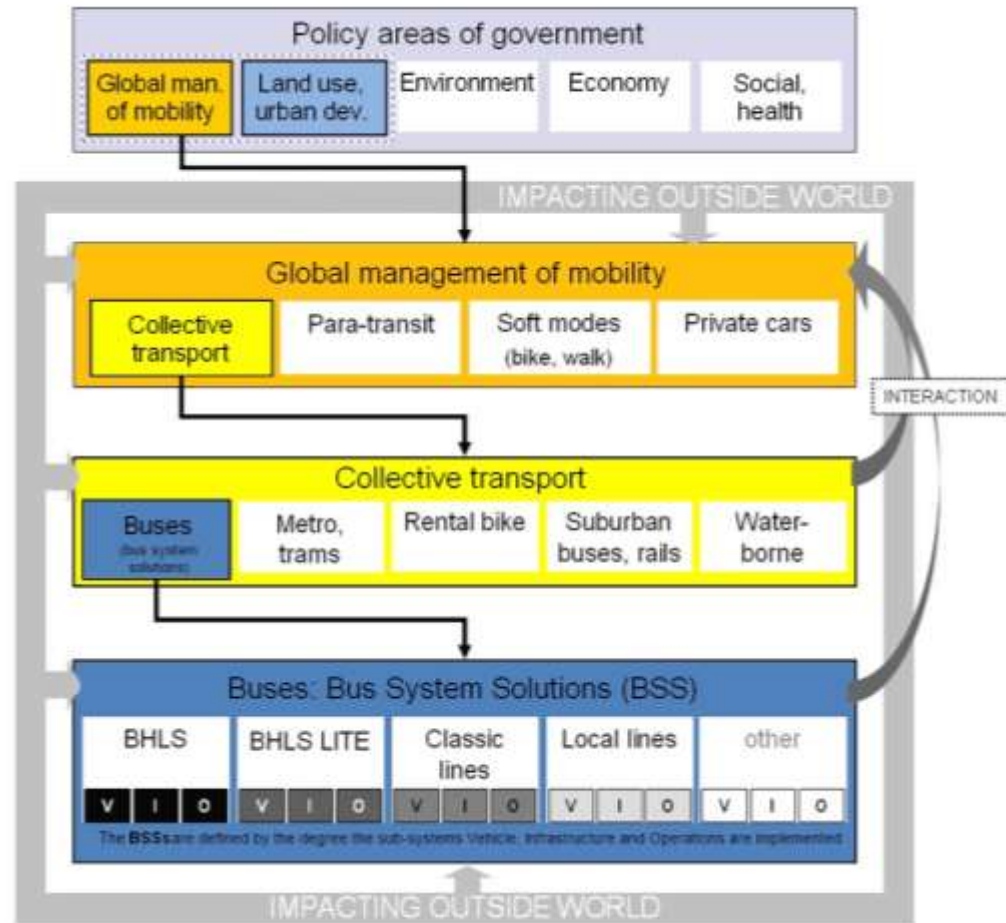 Policy areas of government
Global man.
of mobility
Land use,
urban dev.
Environment
Economy
Social,
health
IMPACTING OUTSIDE WORLD
Global management of mobility
Collective
transport
Para-transit
Soft modes
(bike, walk)
Private cars
INTERACTION
Collective transport
Buses
(bus system
solutions)
Metro,
trams
Rental bike
Suburban
buses, rails
Water-
borne
Buses: Bus System Solutions (BSS)
BHLS
V I O
BHLS LITE
V I O
Classic
lines
V I O
Local lines
V I O
other
V I O
The BSSs are defined by the degree the sub-systems Vehicle, Infrastructure and Operations are implemented
IMPACTING OUTSIDE WORLD